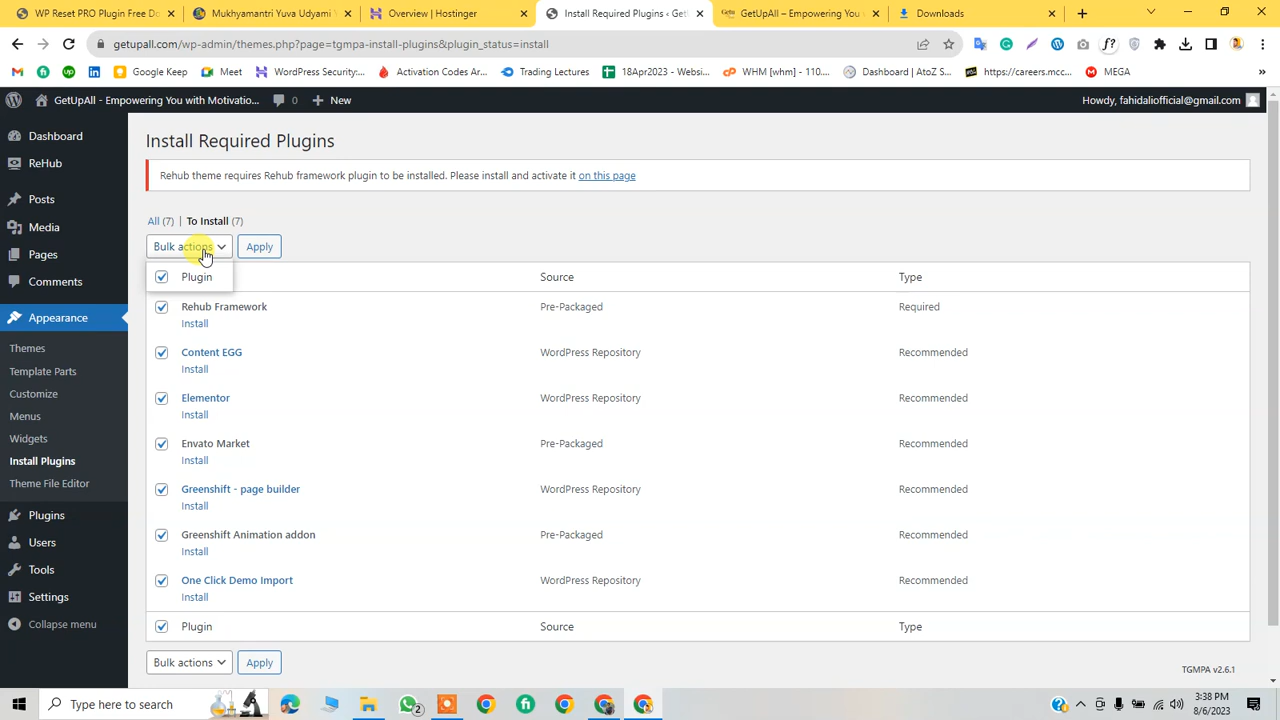 WP Reset PRO Plugin Free Do
Mukhyamantri Yuva Udyami Y
Overview | Hostinger
Install Required Plugins ‹ Get
GetUpAll – Empowering You w
Downloads
getupall.com/wp-admin/themes.php?page=tgmpa-install-plugins&plugin_status=install
Google Keep
Meet
WordPress Security:...
Activation Codes Ar...
Trading Lectures
18Apr2023 - Websi...
WHM [whm] - 110....
Dashboard | AtoZ S...
https://careers.mcc...
MEGA
GetUpAll - Empowering You with Motivatio...
0
New
Howdy, fahidaliofficial@gmail.com
Dashboard
ReHub
Posts
Media
Pages
Comments
Appearance
Themes
Template Parts
Customize
Menus
Widgets
Install Plugins
Theme File Editor
Plugins
Users
Tools
Settings
Collapse menu
Install Required Plugins
Rehub theme requires Rehub framework plugin to be installed. Please install and activate it on this page
All (7) | To Install (7)
Bulk actions
Apply
Plugin
Source
Type
Rehub Framework
Pre-Packaged
Required
Install
Content EGG
WordPress Repository
Recommended
Install
Elementor
WordPress Repository
Recommended
Install
Envato Market
Pre-Packaged
Recommended
Install
Greenshift - page builder
WordPress Repository
Recommended
Install
Greenshift Animation addon
Pre-Packaged
Recommended
Install
One Click Demo Import
WordPress Repository
Recommended
Install
Plugin
Source
Type
Bulk actions
Apply
TGMPA v2.6.1
Type here to search
2
3:38 PM
8/6/2023